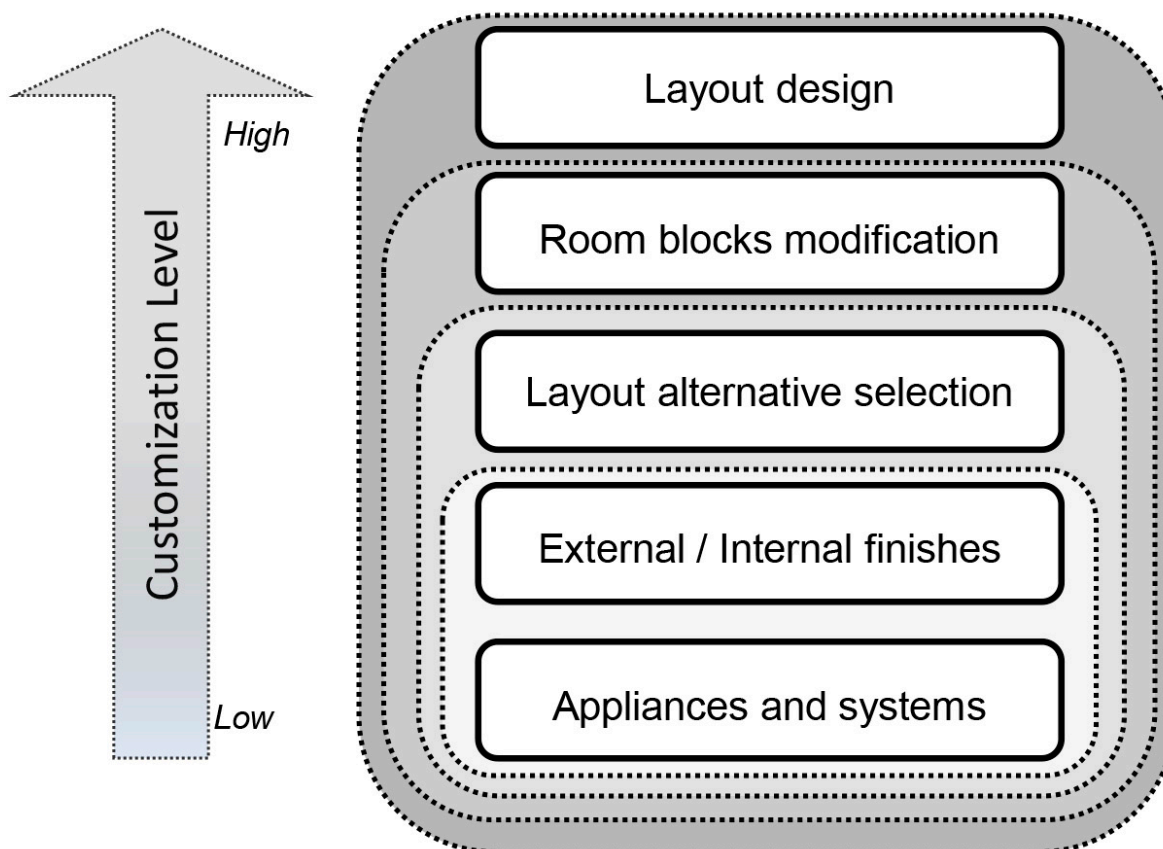 High
Customization Level
Low
Layout design
Room blocks modification
Layout alternative selection
External / Internal finishes
Appliances and systems